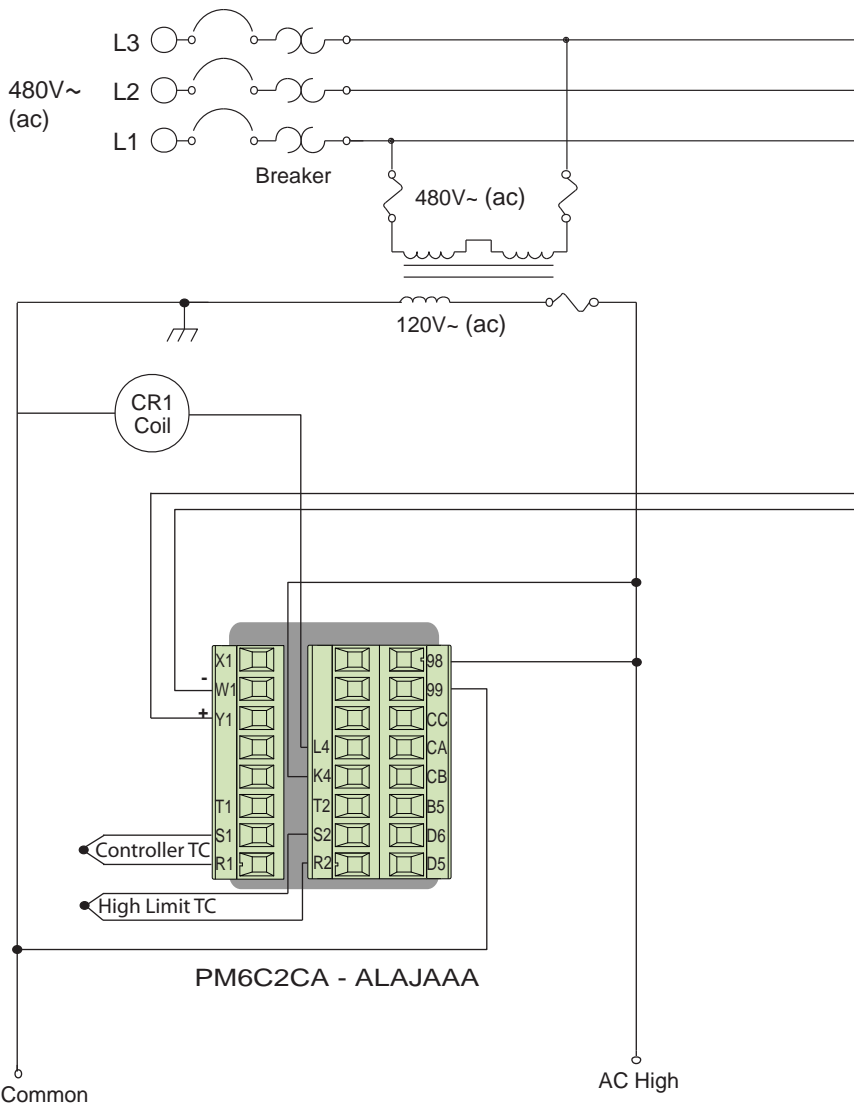 L3
480V~
(ac)
L2
L1
Breaker
480V~ (ac)
120V~ (ac)
CR1
Coil
X1
98
-
W1
99
+
Y1
CC
L4
CA
K4
CB
T1
T2
B5
S1
S2
D6
Controller TC
R1
R2
D5
High Limit TC
PM6C2CA - ALAJAAA
Common
AC High